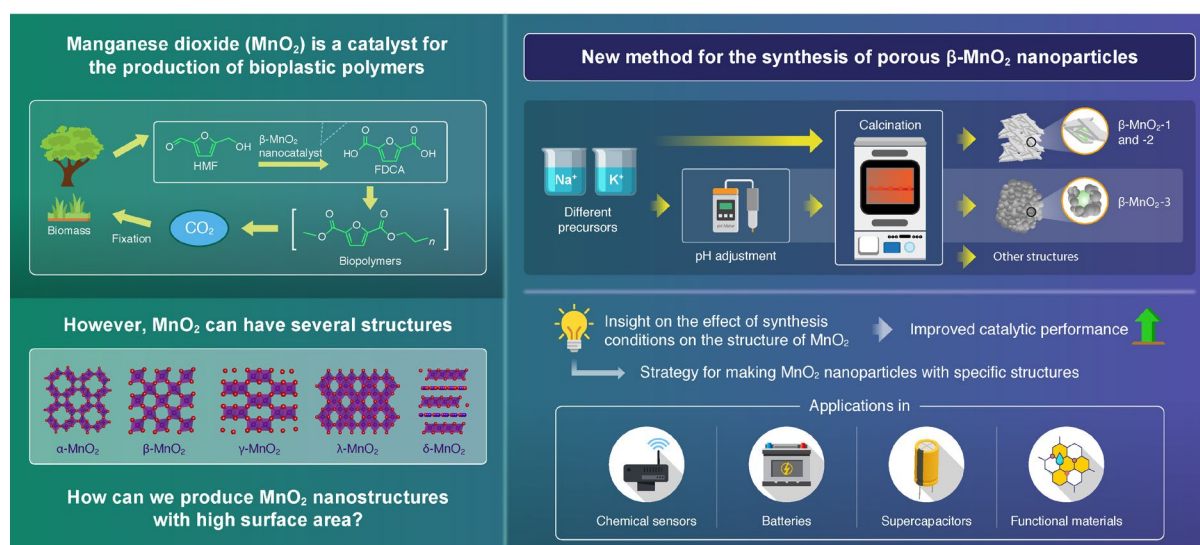 Manganese dioxide (MnO₂) is a catalyst for
the production of bioplastic polymers
O
O
OH
HMF
β-MnO₂
nanocatalyst
O
O
O
HO
OH
FDCA
Biomass
Fixation
CO₂
O
O
O
O
O
n
Biopolymers
However, MnO₂ can have several structures
α-MnO₂
β-MnO₂
γ-MnO₂
λ-MnO₂
δ-MnO₂
How can we produce MnO₂ nanostructures
with high surface area?
New method for the synthesis of porous β-MnO₂ nanoparticles
Na⁺
K⁺
Different
precursors
pH adjustment
Calcination
β-MnO₂-1
and -2
β-MnO₂-3
Other structures
Insight on the effect of synthesis
conditions on the structure of MnO₂
Improved catalytic performance
Strategy for making MnO₂ nanoparticles with specific structures
Applications in
Chemical sensors
Batteries
Supercapacitors
Functional materials